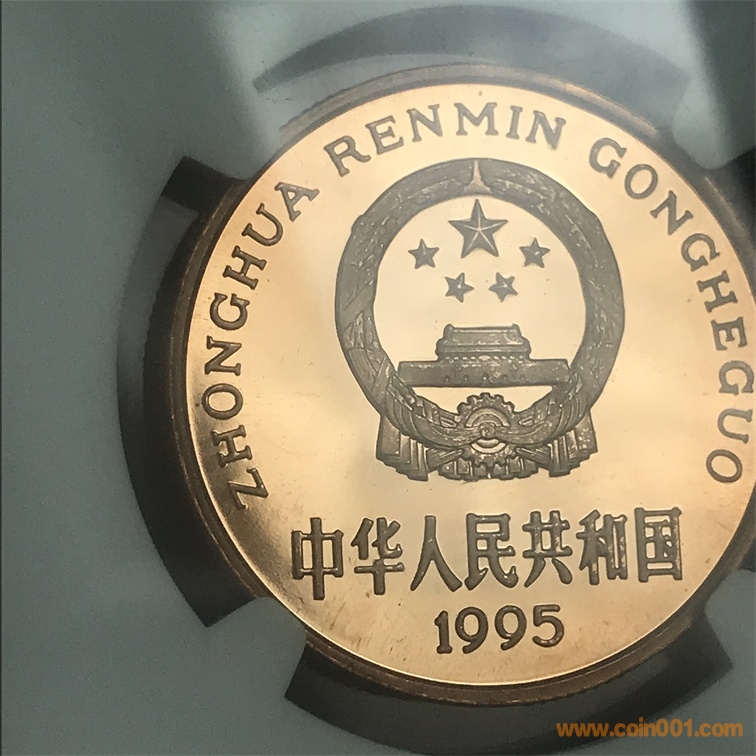 ZHONGHUA RENMIN GONGHEGUO
中华人民共和国
1995
www.coin001.com